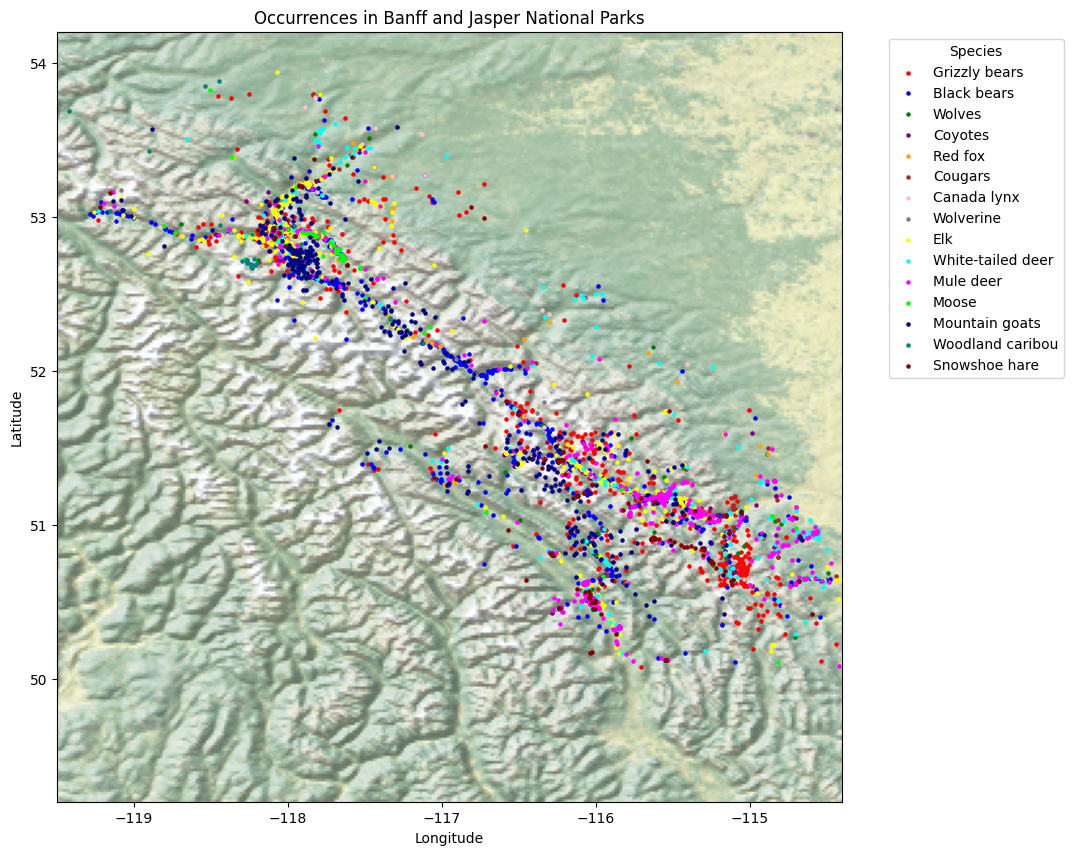 Occurrences in Banff and Jasper National Parks
Species
Grizzly bears
Black bears
Wolves
Coyotes
Red fox
Cougars
Canada lynx
Wolverine
Elk
White-tailed deer
Mule deer
Moose
Mountain goats
Woodland caribou
Snowshoe hare
Latitude
54
53
52
51
50
−119
−118
−117
−116
−115
Longitude